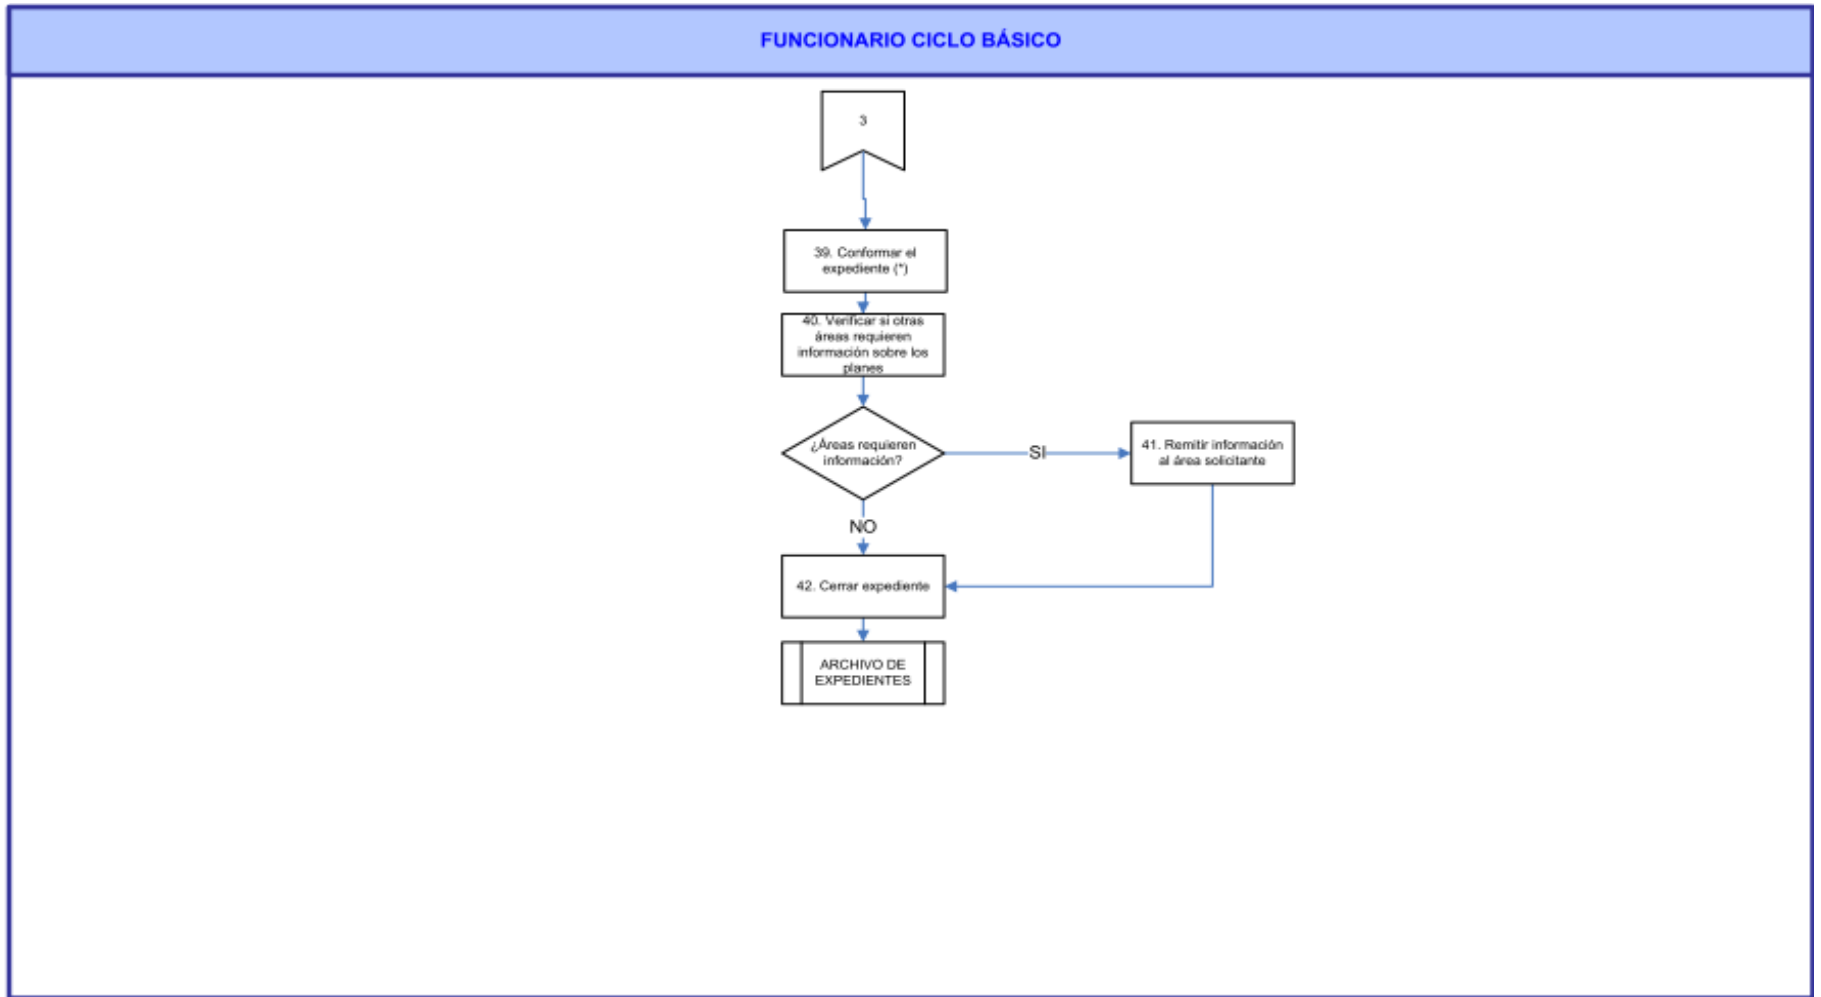 FUNCIONARIO CICLO BÁSICO
3
39. Conformar el
expediente (*)
40. Verificar si otras
áreas requieren
información sobre los
planes
¿Áreas requieren
información?
SI
41. Remitir información
al área solicitante
NO
42. Cerrar expediente
ARCHIVO DE
EXPEDIENTES